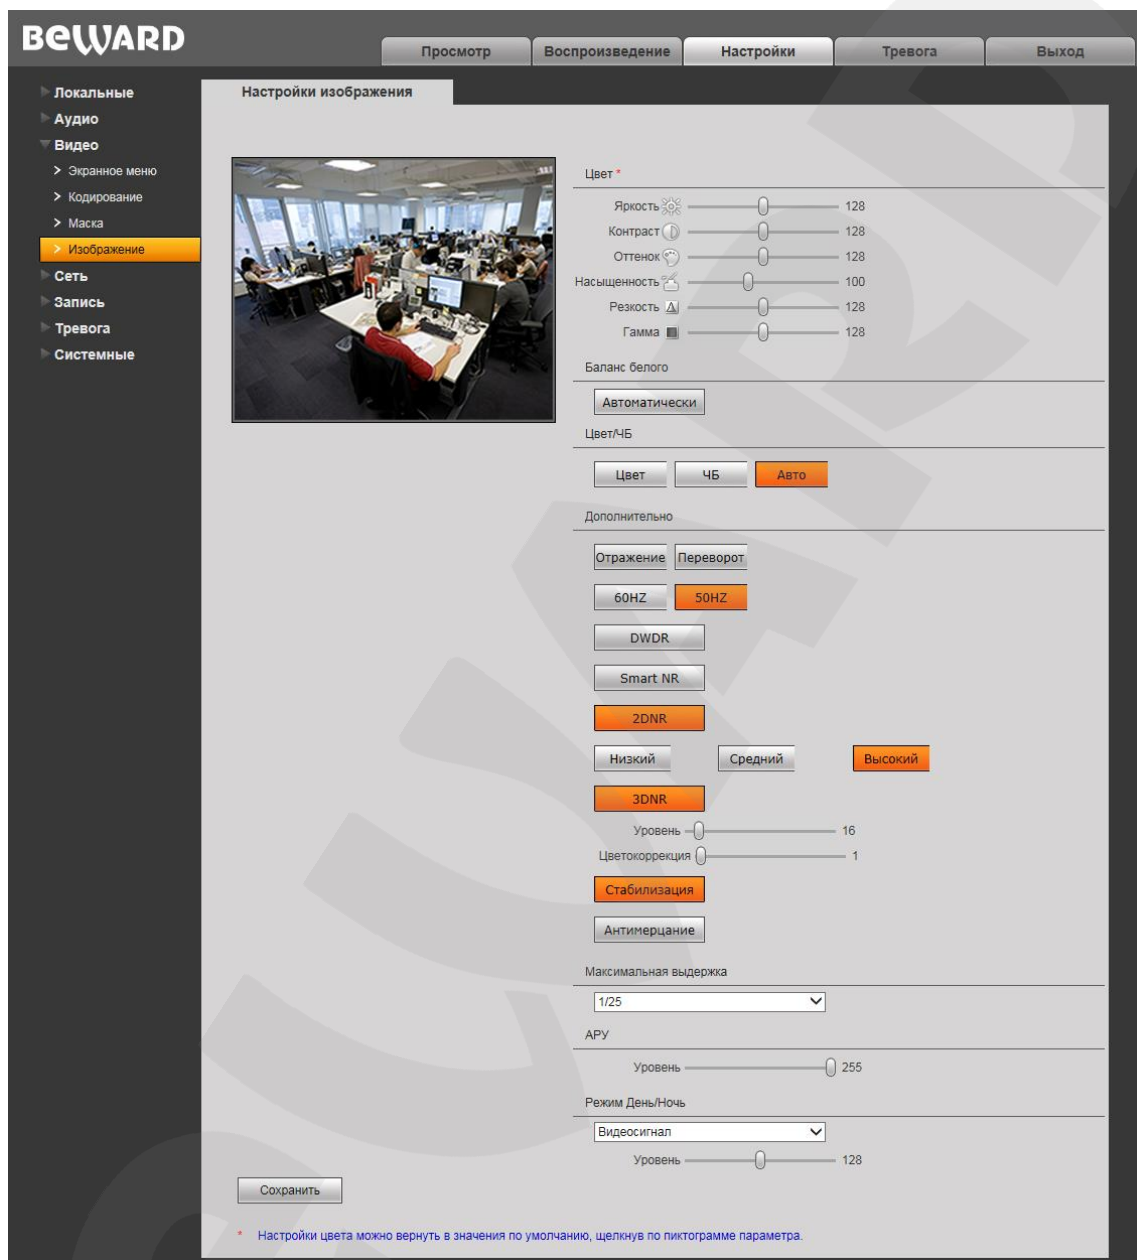 BEWARD
Просмотр Воспроизведение Настройки Тревога Выход
Локальные
Аудио
Видео
> Экранное меню
> Кодирование
> Маска
> Изображение
Сеть
Запись
Тревога
Системные
Настройки изображения
Цвет *
Яркость 128
Контраст 128
Оттенок 128
Насыщенность 100
Резкость 128
Гамма 128
Баланс белого
Автоматически
Цвет/ЧБ
Цвет ЧБ Авто
Дополнительно
Отражение Переворот
60HZ 50HZ
DWDR
Smart NR
2DNR
Низкий Средний Высокий
3DNR
Уровень 16
Цветокоррекция 1
Стабилизация
Антимерцание
Максимальная выдержка
1/25
АРУ
Уровень 255
Режим День/Ночь
Видеосигнал
Уровень 128
Сохранить
* Настройки цвета можно вернуть в значения по умолчанию, щелкнув по пиктограмме параметра.